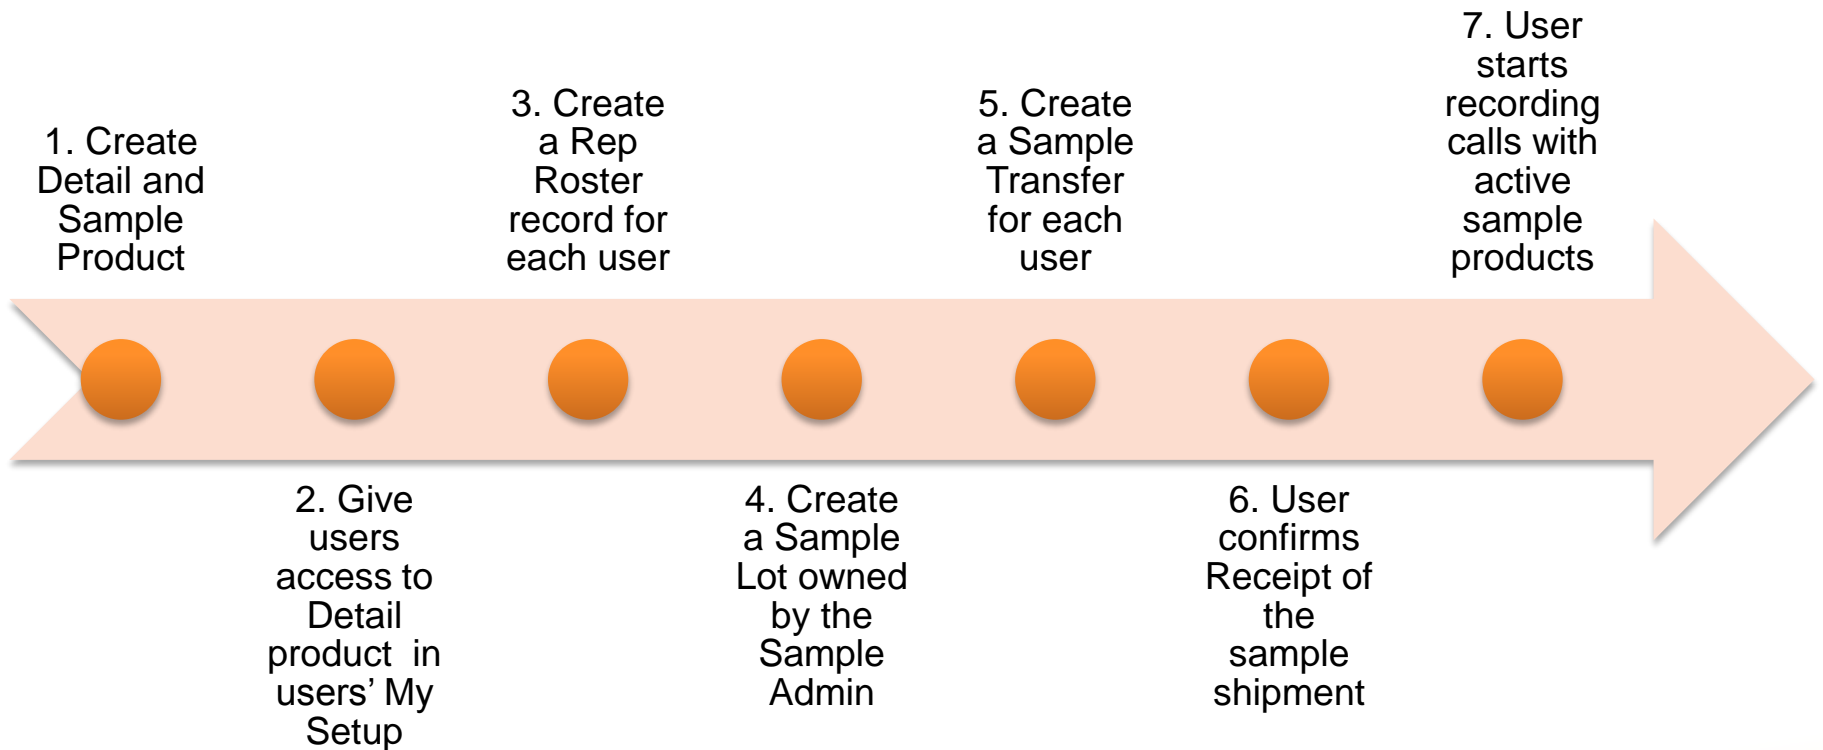 1. Create
Detail and
Sample
Product
2. Give
users
access to
Detail
product  in
users’ My
Setup
3. Create
a Rep
Roster
record for
each user
4. Create
a Sample
Lot owned
by the
Sample
Admin
5. Create
a Sample
Transfer
for each
user
6. User
confirms
Receipt of
the
sample
shipment
7. User
starts
recording
calls with
active
sample
products